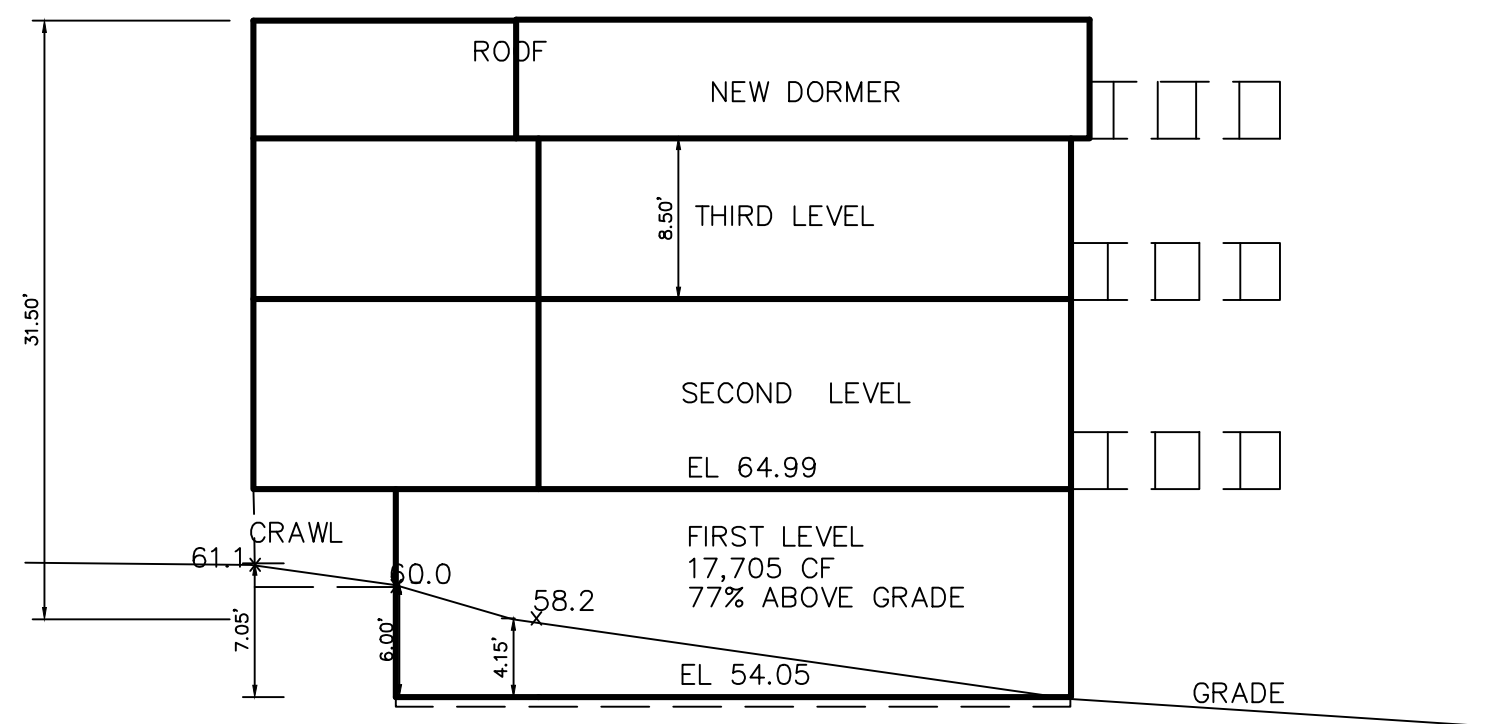 ROOF
NEW DORMER
8.50'
THIRD LEVEL
31.50'
SECOND LEVEL
EL 64.99
CRAWL
FIRST LEVEL
17,705 CF
77% ABOVE GRADE
61.1
60.0
58.2
7.05'
6.00'
4.15'
EL 54.05
GRADE